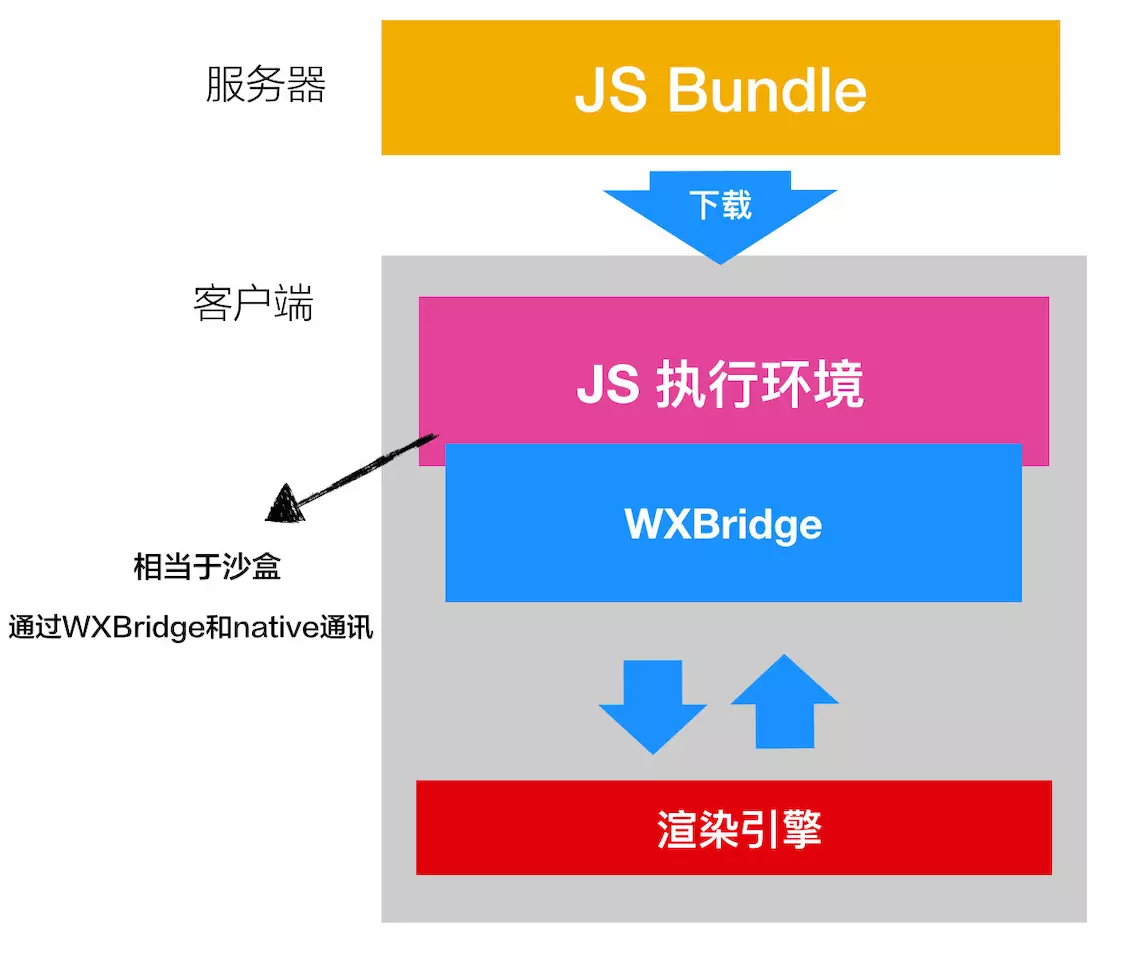 服务器
JS Bundle
下载
客户端
JS 执行环境
WXBridge
相当于沙盒
通过WXBridge和native通讯
渲染引擎